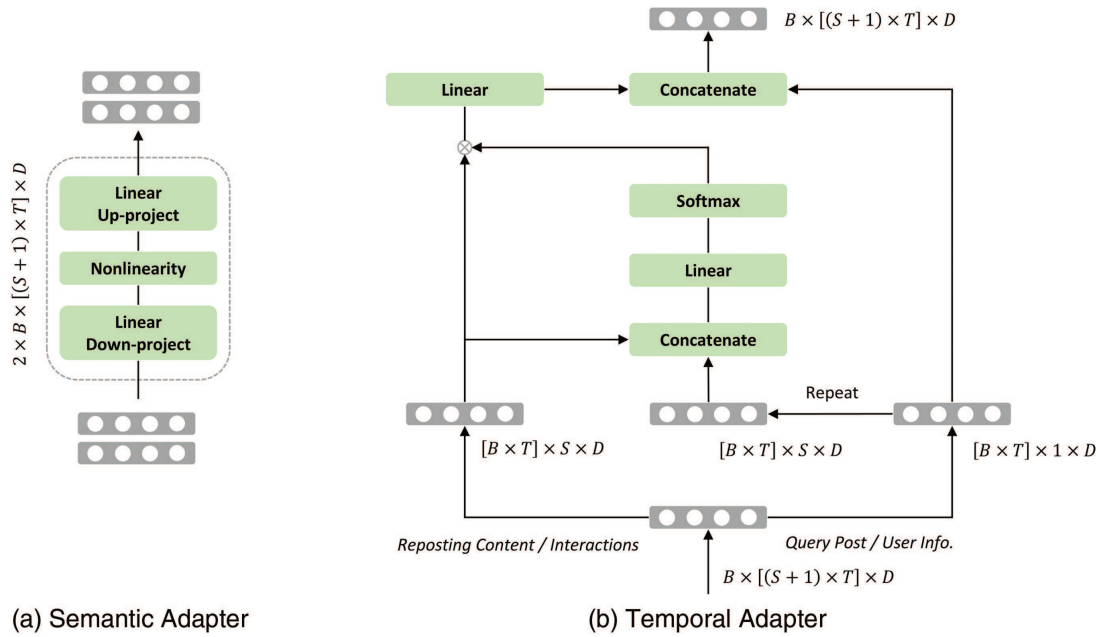 2 × B × [(S + 1) × T] × D
Linear
Up-project
Nonlinearity
Linear
Down-project
(a) Semantic Adapter
B × [(S + 1) × T] × D
Linear
Concatenate
⊗
Softmax
Linear
Concatenate
Repeat
[B × T] × S × D
[B × T] × S × D
[B × T] × 1 × D
Reposting Content / Interactions
Query Post / User Info.
B × [(S + 1) × T] × D
(b) Temporal Adapter